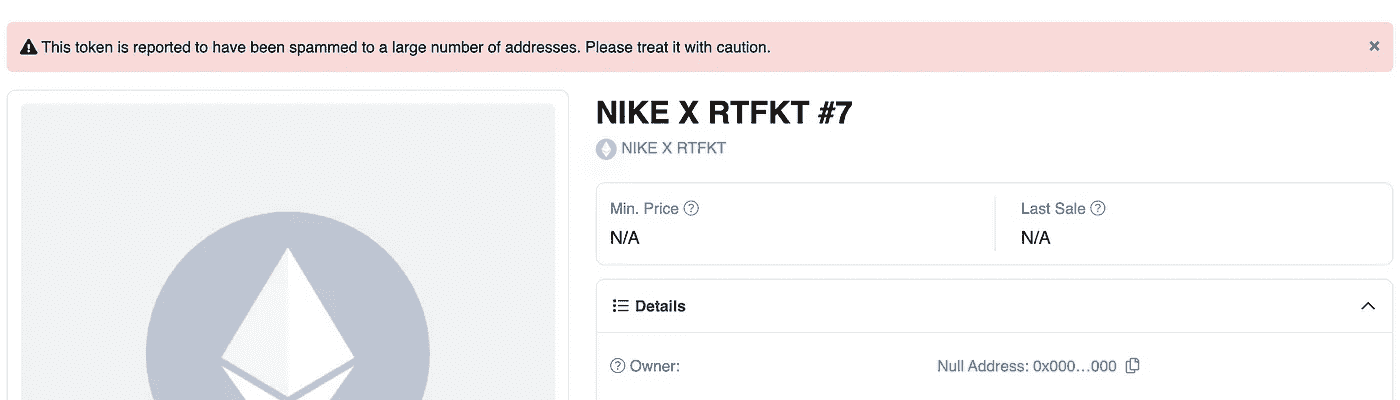 This token is reported to have been spammed to a large number of addresses. Please treat it with caution.
NIKE X RTFKT #7
NIKE X RTFKT
Min. Price
N/A
Last Sale
N/A
Details
Owner:
Null Address: 0x000...000